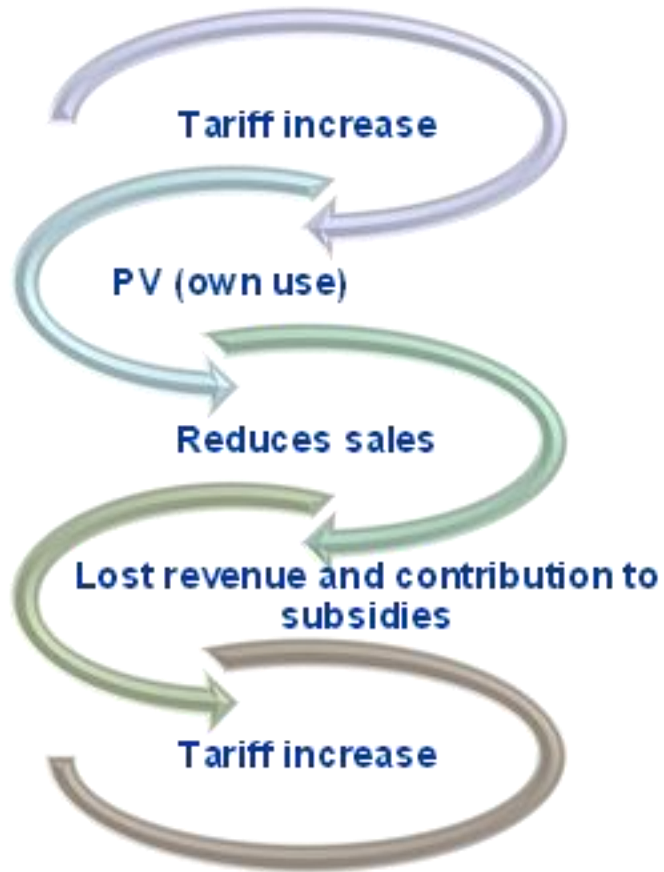 Tariff increase
PV (own use)
Reduces sales
Lost revenue and contribution to
subsidies
Tariff increase